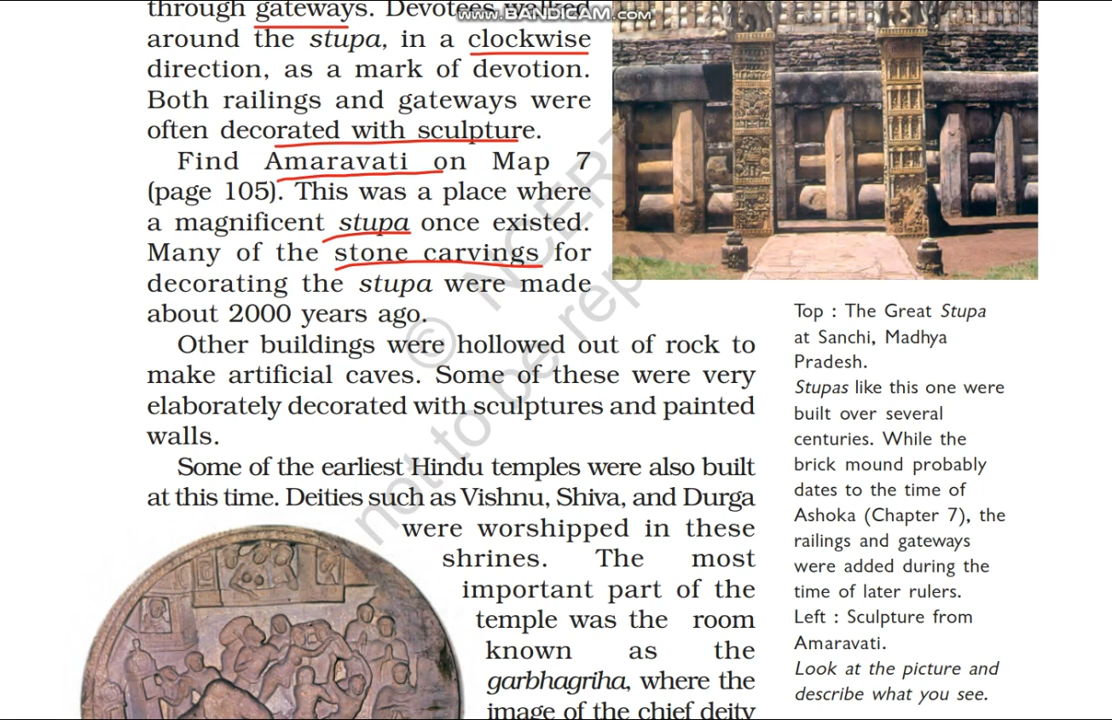 through gateways. Devotees walked
www.BANDICAM.com
around the stupa, in a clockwise
direction, as a mark of devotion.
Both railings and gateways were
often decorated with sculpture.
Find Amaravati on Map 7
(page 105). This was a place where
a magnificent stupa once existed.
Many of the stone carvings for
decorating the stupa were made
about 2000 years ago.
Other buildings were hollowed out of rock to
make artificial caves. Some of these were very
elaborately decorated with sculptures and painted
walls.
Some of the earliest Hindu temples were also built
at this time. Deities such as Vishnu, Shiva, and Durga
were worshipped in these
shrines. The most
important part of the
temple was the room
known as the
garbhagriha, where the
image of the chief deity
Top : The Great Stupa
at Sanchi, Madhya
Pradesh.
Stupas like this one were
built over several
centuries. While the
brick mound probably
dates to the time of
Ashoka (Chapter 7), the
railings and gateways
were added during the
time of later rulers.
Left : Sculpture from
Amaravati.
Look at the picture and
describe what you see.
© NCERT
not to be republi